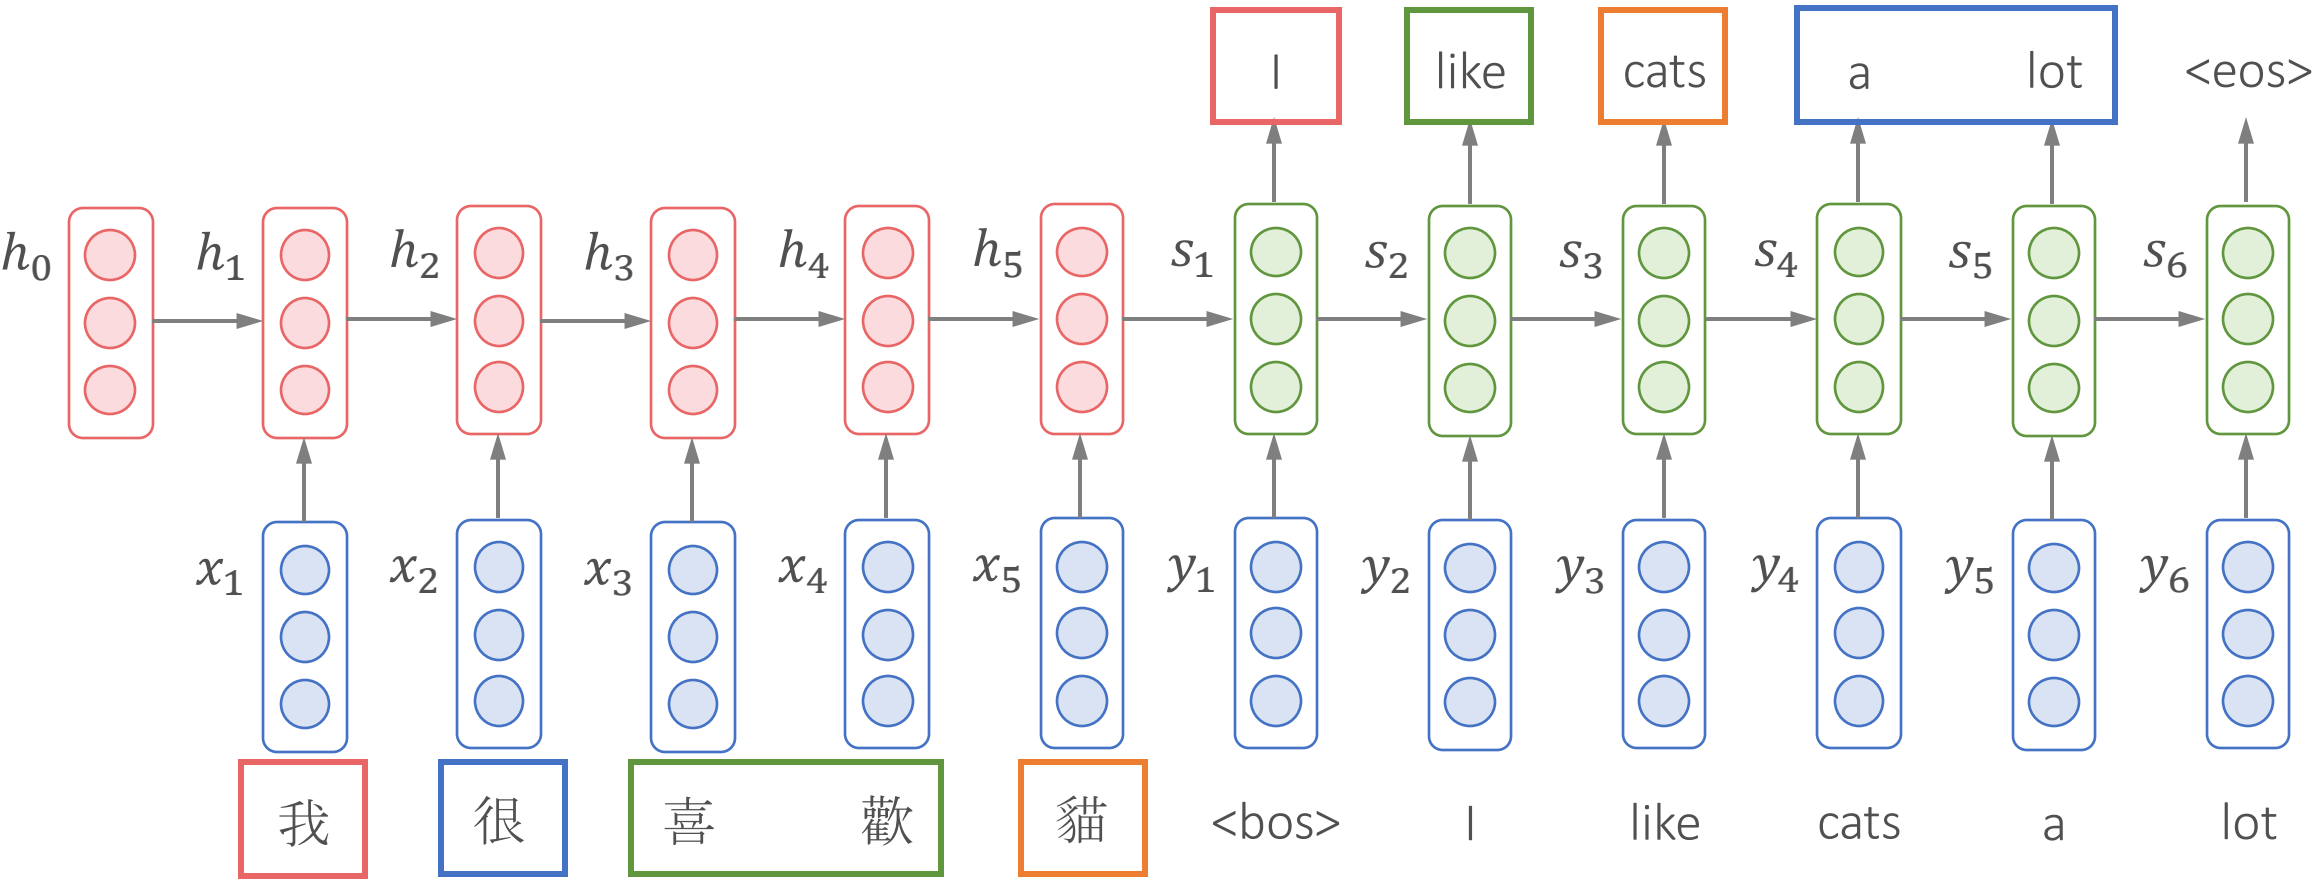 I like cats a lot <eos>
h0 h1 h2 h3 h4 h5 s1 s2 s3 s4 s5 s6
x1 x2 x3 x4 x5 y1 y2 y3 y4 y5 y6
我 很 喜 歡 貓 <bos> I like cats a lot